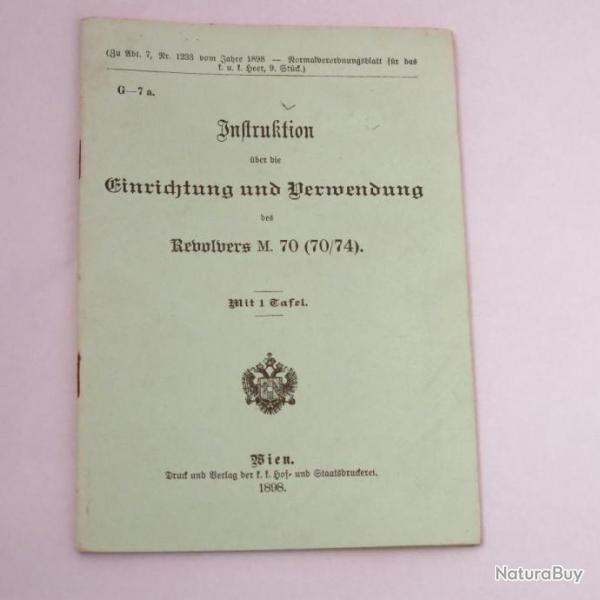 (Zu Abt. 7, Nr. 1233 vom Jahre 1898 — Normalverordnungsblatt für das
k. u. k. Heer, 9. Stück.)
G—7 a.
Instruktion
über die
Einrichtung und Verwendung
des
Revolvers M. 70 (70/74).
Mit 1 Tafel.
Wien.
Druck und Verlag der k. k. Hof- und Staatsdruckerei.
1898.
NaturaBuy